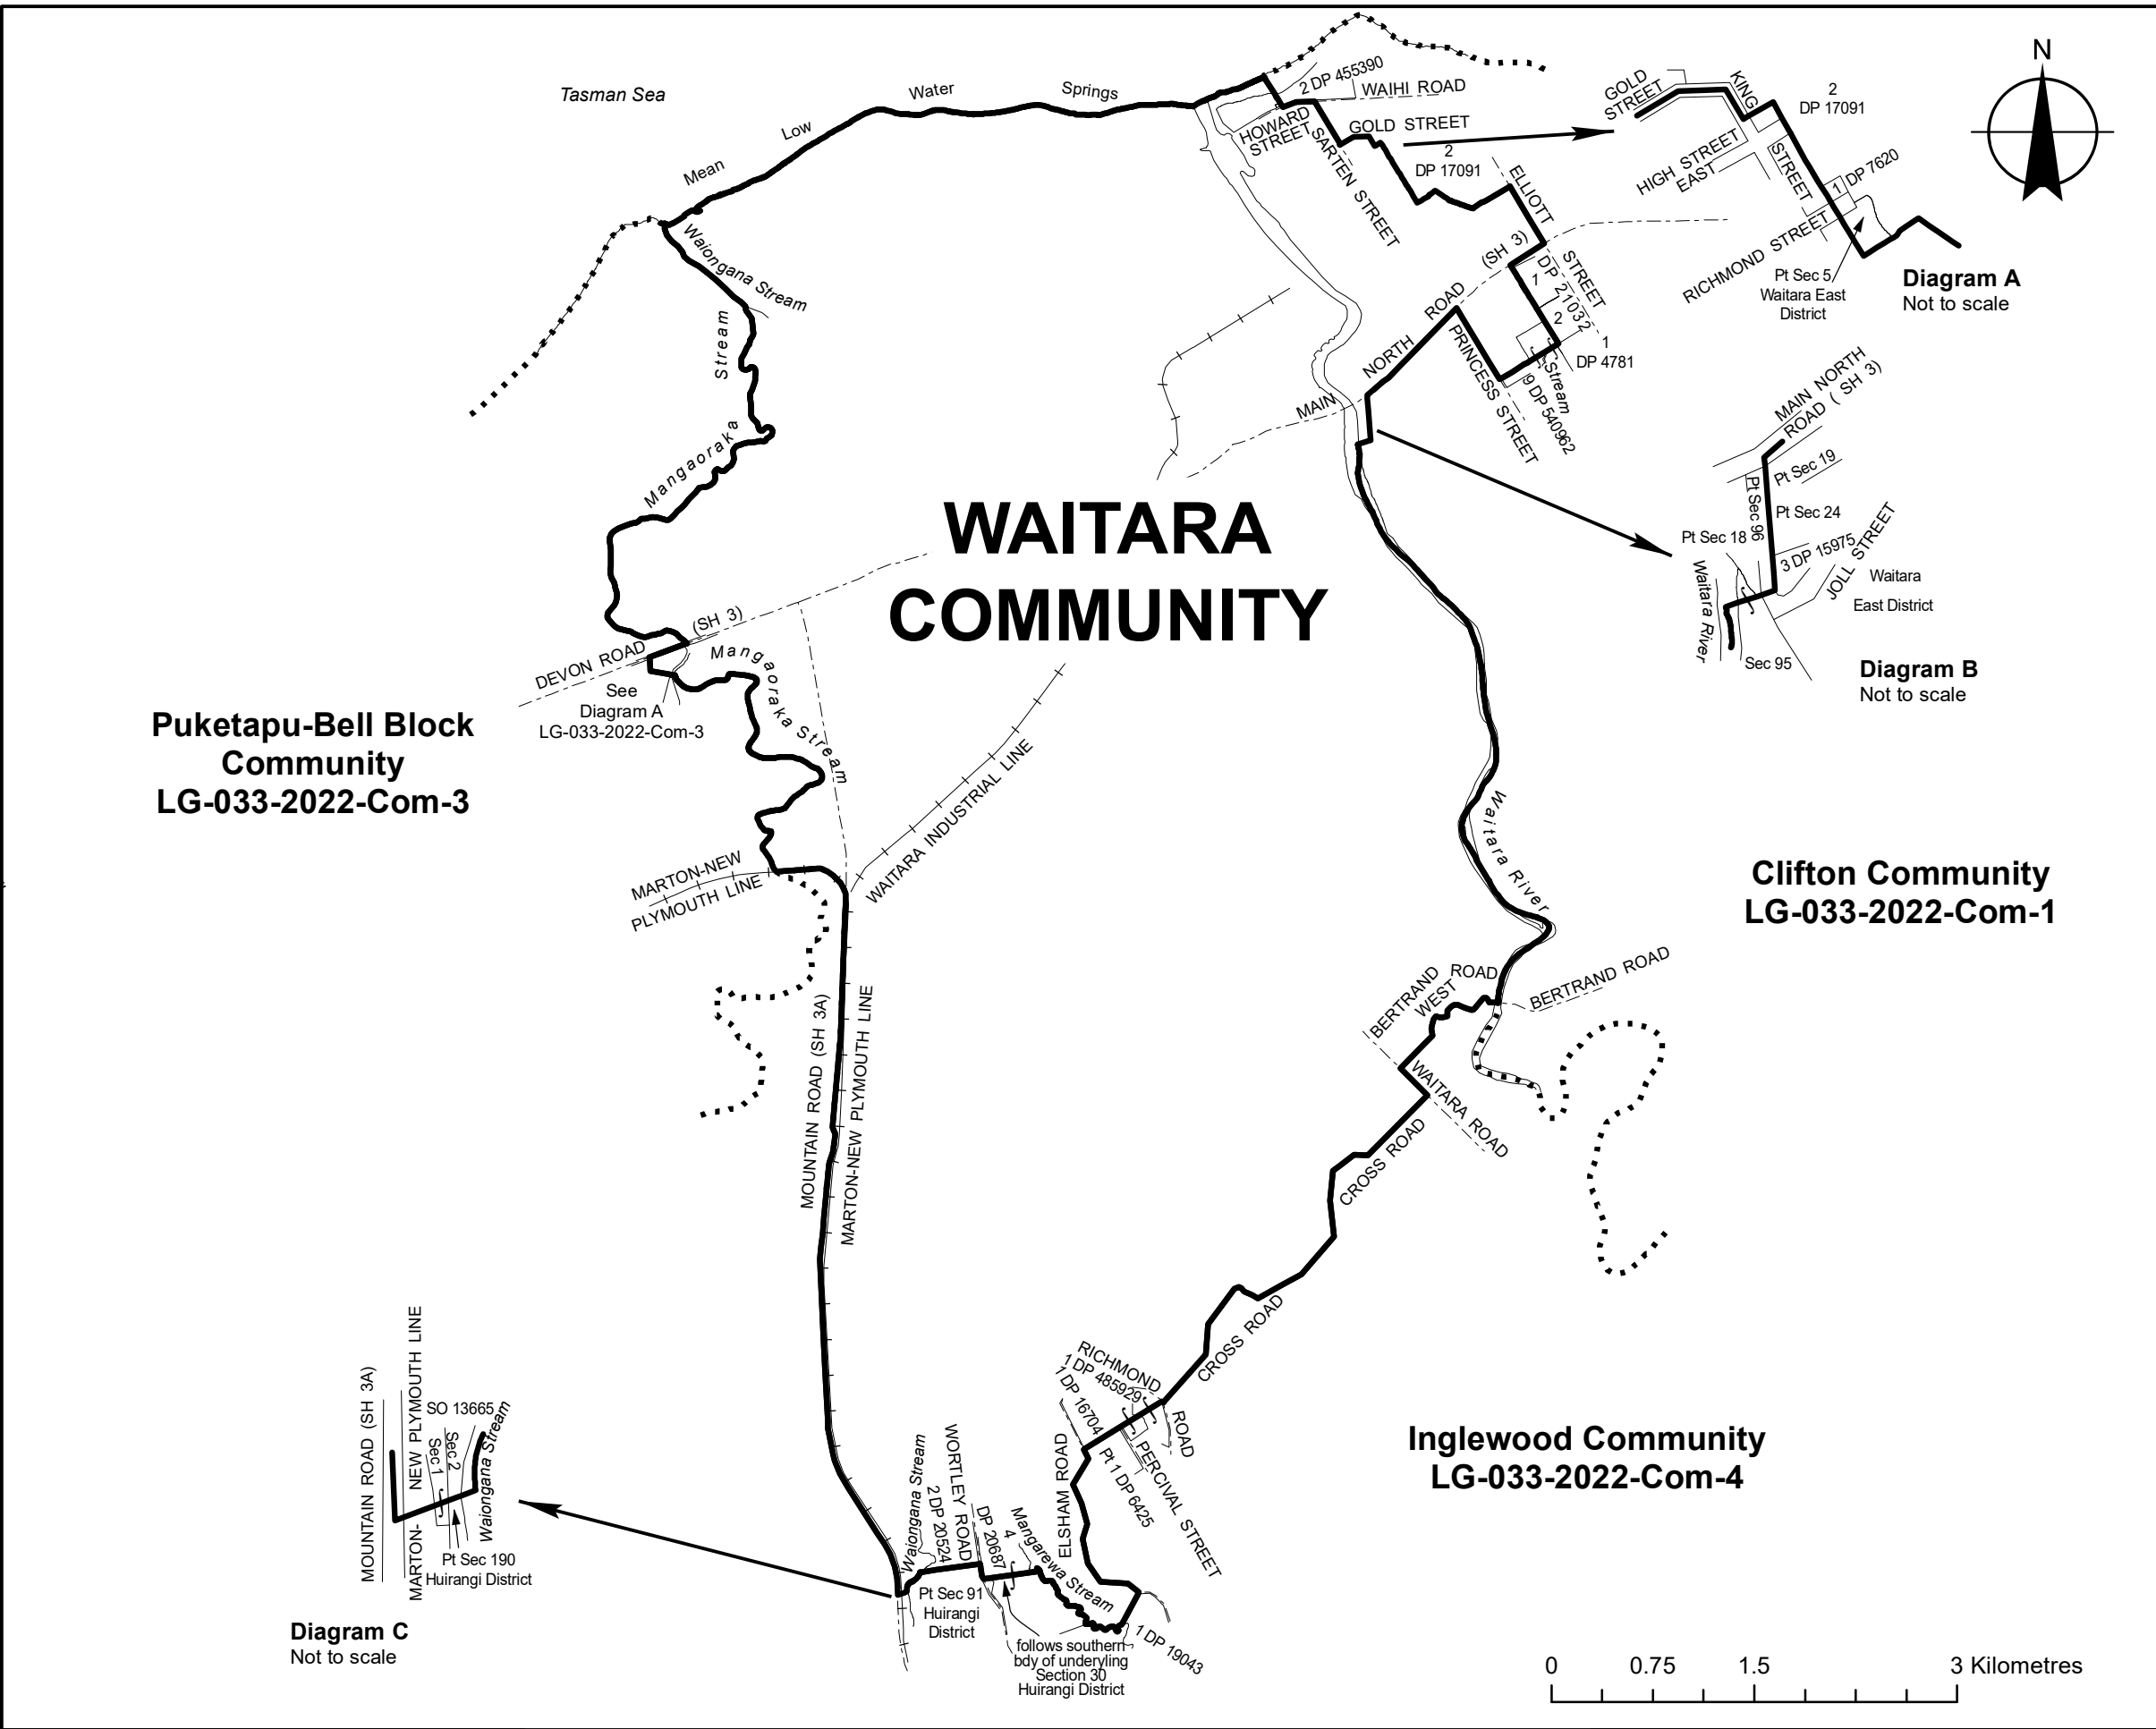 Tasman Sea
Mean
Low
Water
Springs
2 DP 455390
WAIHI ROAD
HOWARD
STREET
GOLD STREET
SARTEN STREET
2
DP 17091
ELLIOTT
STREET
(SH 3)
DP 21032
1
2
1
DP 4781
Stream
9 DP 540962
PRINCESS STREET
MAIN
NORTH
ROAD
GOLD
STREET
KING
STREET
2
DP 17091
HIGH STREET
EAST
1
DP 7620
RICHMOND STREET
Pt Sec 5
Waitara East
District
Diagram A
Not to scale
N
Waiongana Stream
Stream
Mangaoraka
MAIN NORTH
ROAD ( SH 3)
Pt Sec 19
Pt Sec 96
Pt Sec 24
Pt Sec 18
3 DP 15975
JOLL STREET
Waitara
East District
Waitara River
Sec 95
Diagram B
Not to scale
WAITARA
COMMUNITY
DEVON ROAD
(SH 3)
See
Diagram A
LG-033-2022-Com-3
Mangaoraka Stream
Puketapu-Bell Block
Community
LG-033-2022-Com-3
WAITARA INDUSTRIAL LINE
MARTON-NEW
PLYMOUTH LINE
Waitara River
Clifton Community
LG-033-2022-Com-1
BERTRAND ROAD
WEST
BERTRAND ROAD
WAITARA ROAD
CROSS ROAD
MOUNTAIN ROAD (SH 3A)
MARTON-NEW PLYMOUTH LINE
CROSS ROAD
RICHMOND
ROAD
1 DP 485929
1 DP 16704
Pt 1 DP 6425
PERCIVAL STREET
ELSHAM ROAD
Inglewood Community
LG-033-2022-Com-4
MOUNTAIN ROAD (SH 3A)
MARTON- NEW PLYMOUTH LINE
SO 13665
Sec 1
Sec 2
Waiongana Stream
Pt Sec 190
Huirangi District
Diagram C
Not to scale
Waiongana Stream
2 DP 20524
WORTLEY ROAD
DP 20687
4
Mangarewa Stream
Pt Sec 91
Huirangi
District
follows southern
bdy of underyling
Section 30
Huirangi District
1 DP 19043
0 0.75 1.5 3 Kilometres